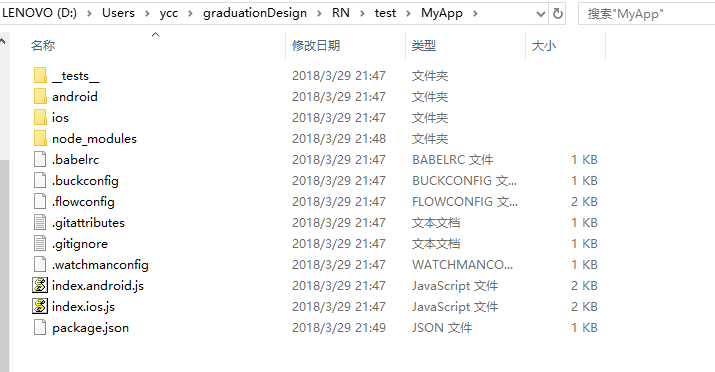 LENOVO (D:) › Users › ycc › graduationDesign › RN › test › MyApp › 搜索"MyApp"
名称 修改日期 类型 大小
__tests__ 2018/3/29 21:47 文件夹
android 2018/3/29 21:47 文件夹
ios 2018/3/29 21:47 文件夹
node_modules 2018/3/29 21:48 文件夹
.babelrc 2018/3/29 21:47 BABELRC 文件 1 KB
.buckconfig 2018/3/29 21:47 BUCKCONFIG 文... 1 KB
.flowconfig 2018/3/29 21:47 FLOWCONFIG 文... 2 KB
.gitattributes 2018/3/29 21:47 文本文档 1 KB
.gitignore 2018/3/29 21:47 文本文档 1 KB
.watchmanconfig 2018/3/29 21:47 WATCHMANCO... 1 KB
index.android.js 2018/3/29 21:47 JavaScript 文件 2 KB
index.ios.js 2018/3/29 21:47 JavaScript 文件 2 KB
package.json 2018/3/29 21:49 JSON 文件 1 KB